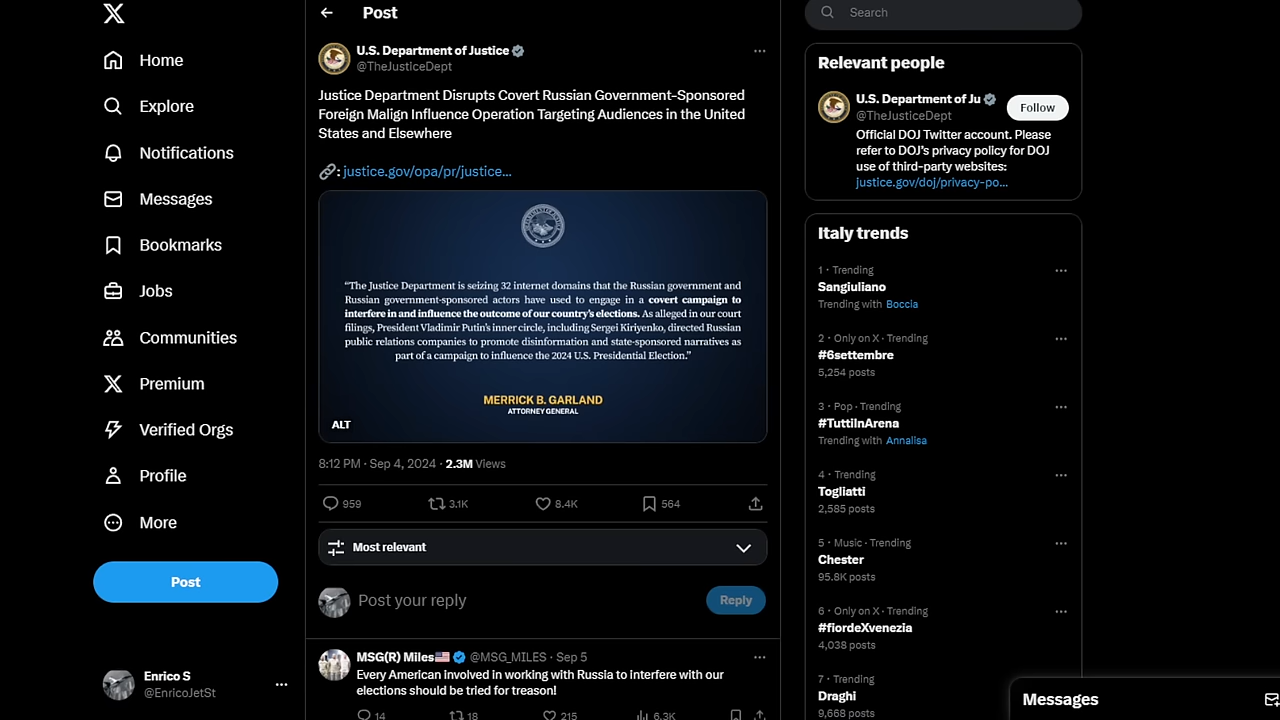 Home
Explore
Notifications
Messages
Bookmarks
Jobs
Communities
Premium
Verified Orgs
Profile
More
Post
Enrico S
@EnricoJetSt
Post
U.S. Department of Justice
@TheJusticeDept
Justice Department Disrupts Covert Russian Government-Sponsored
Foreign Malign Influence Operation Targeting Audiences in the United
States and Elsewhere
: justice.gov/opa/pr/justice…
“The Justice Department is seizing 32 internet domains that the Russian government and
Russian government-sponsored actors have used to engage in a covert campaign to
interfere in and influence the outcome of our country’s elections. As alleged in our court
filings, President Vladimir Putin’s inner circle, including Sergei Kiriyenko, directed Russian
public relations companies to promote disinformation and state-sponsored narratives as
part of a campaign to influence the 2024 U.S. Presidential Election.”
MERRICK B. GARLAND
ATTORNEY GENERAL
ALT
8:12 PM · Sep 4, 2024 · 2.3M Views
959 3.1K 8.4K 564
Most relevant
Post your reply
Reply
MSG(R) Miles @MSG_MILES · Sep 5
Every American involved in working with Russia to interfere with our
elections should be tried for treason!
14 18 215 6.3K
Search
Relevant people
U.S. Department of Ju
@TheJusticeDept
Follow
Official DOJ Twitter account. Please
refer to DOJ's privacy policy for DOJ
use of third-party websites:
justice.gov/doj/privacy-po…
Italy trends
1 · Trending
Sangiuliano
Trending with Boccia
2 · Only on X · Trending
#6settembre
5,254 posts
3 · Pop · Trending
#TuttiInArena
Trending with Annalisa
4 · Trending
Togliatti
2,585 posts
5 · Music · Trending
Chester
95.8K posts
6 · Only on X · Trending
#fiordeXvenezia
4,038 posts
7 · Trending
Draghi
9,668 posts
Messages